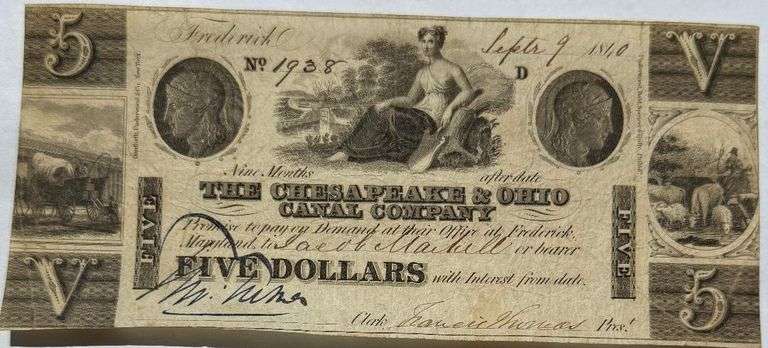 5
Frederick
Septr 9 1840
V
No 1938
D
Nine Months after date
THE CHESAPEAKE & OHIO
CANAL COMPANY
FIVE
Promise to pay on Demand at their Office at Frederick,
FIVE
Maryland, to Jacob or bearer
FIVE DOLLARS with Interest from date.
V
5
Clerk Francis Thomas Prest